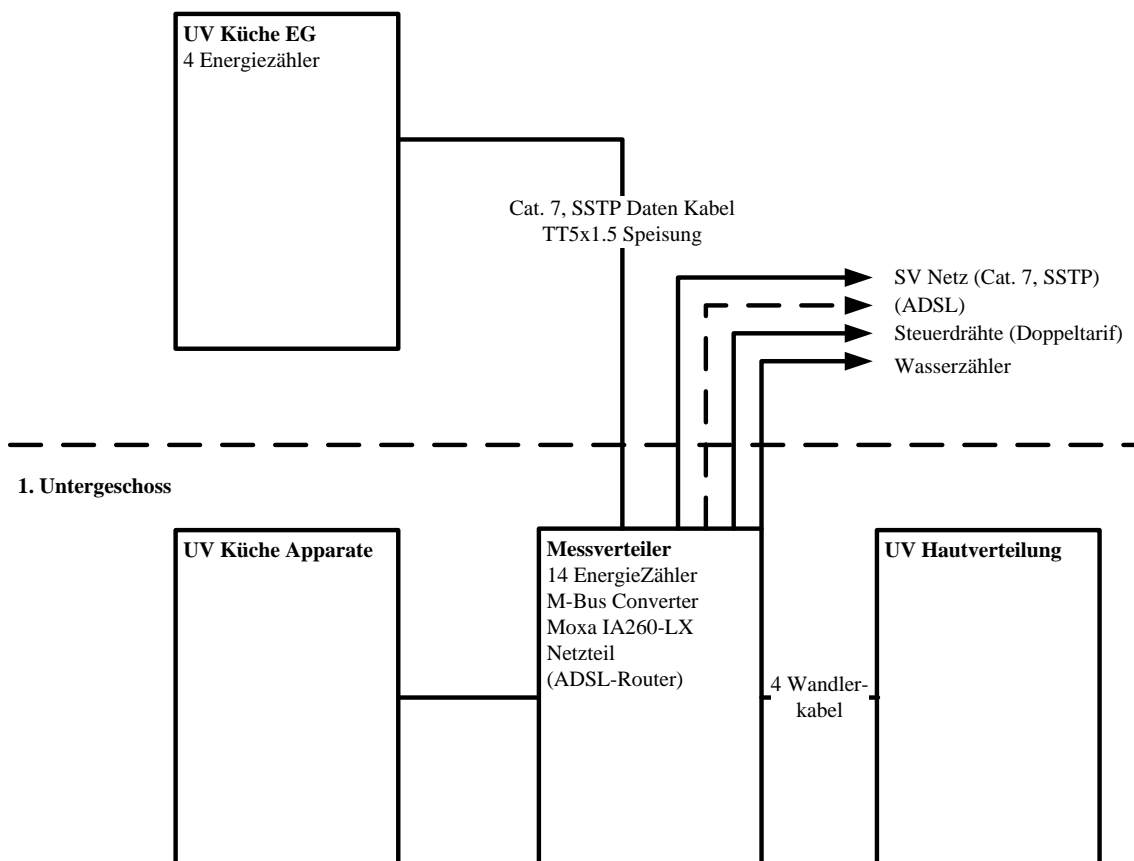 UV Küche EG
4 Energiezähler
Cat. 7, SSTP Daten Kabel
TT5x1.5 Speisung
SV Netz (Cat. 7, SSTP)
(ADSL)
Steuerdrähte (Doppeltarif)
Wasserzähler
1. Untergeschoss
UV Küche Apparate
Messverteiler
14 EnergieZähler
M-Bus Converter
Moxa IA260-LX
Netzteil
(ADSL-Router)
4 Wandler-
kabel
UV Hautverteilung